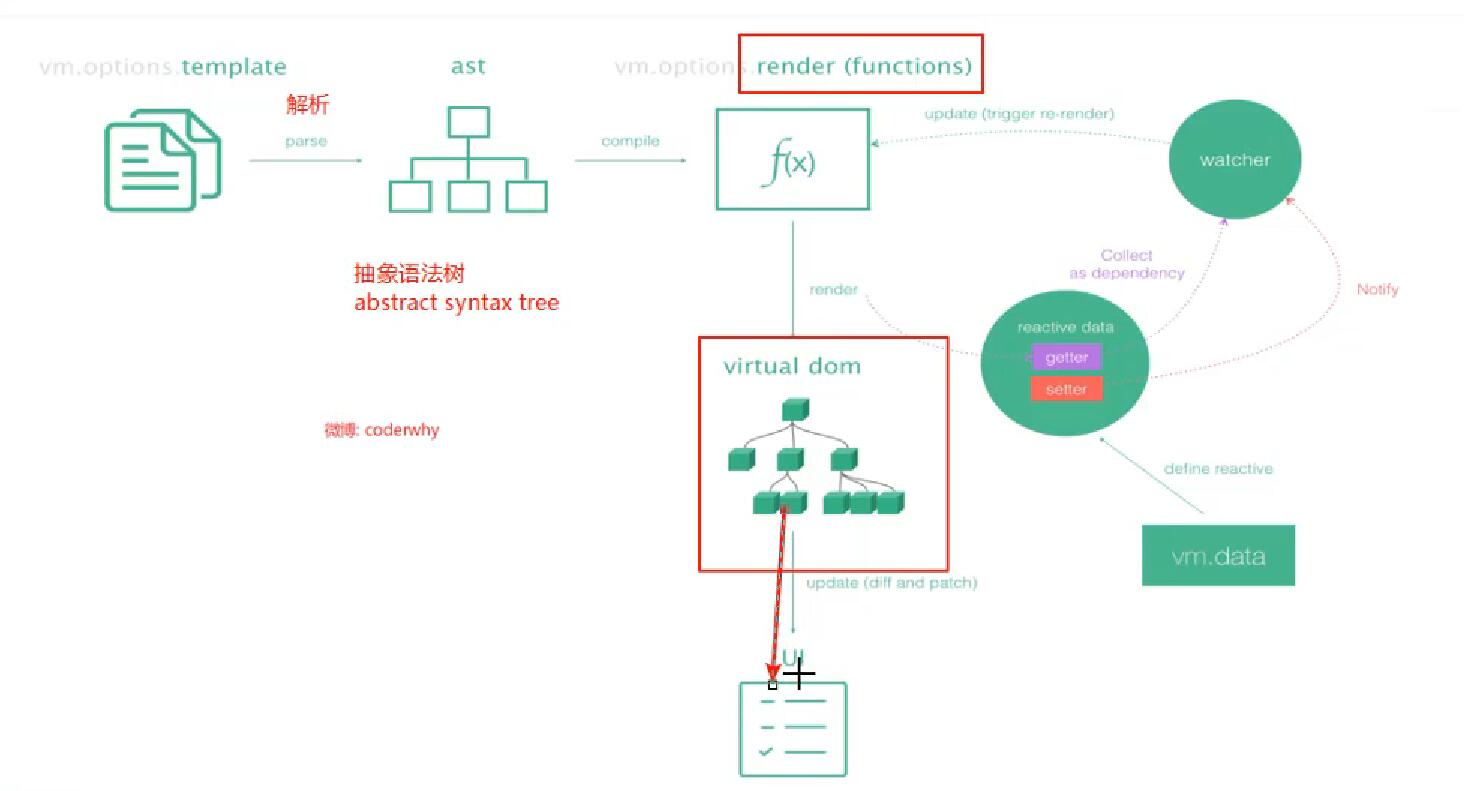 vm.options.template
ast
vm.options.render (functions)
解析
parse
compile
f(x)
update (trigger re-render)
watcher
抽象语法树
abstract syntax tree
render
Collect
as dependency
Notify
reactive data
getter
setter
virtual dom
微博: coderwhy
define reactive
vm.data
update (diff and patch)
UI